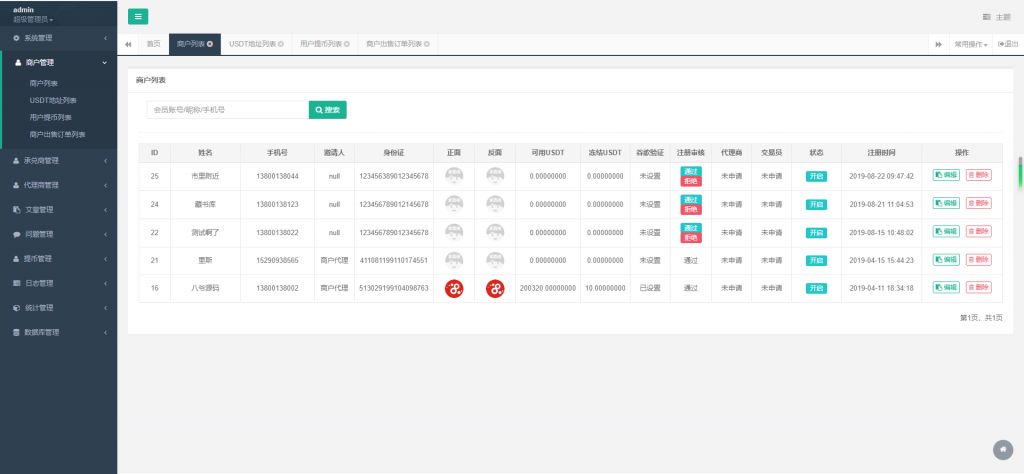 admin
超级管理员
主题
系统管理
首页
商户列表
USDT地址列表
用户提币列表
商户出售订单列表
常用操作
退出
商户管理
商户列表
USDT地址列表
用户提币列表
商户出售订单列表
承兑商管理
代理商管理
文章管理
问题管理
提币管理
日志管理
统计管理
数据库管理
商户列表
会员账号/昵称/手机号
搜索
ID 姓名 手机号 邀请人 身份证 正面 反面 可用USDT 冻结USDT 谷歌验证 注册审核 代理商 交易员 状态 注册时间 操作
25 市里附近 13800138044 null 123456389012345678 0.00000000 0.00000000 未设置 通过 拒绝 未申请 未申请 开启 2019-08-22 09:47:42 编辑 删除
24 藏书库 13800138123 null 123456789012145678 0.00000000 0.00000000 未设置 通过 拒绝 未申请 未申请 开启 2019-08-21 11:04:53 编辑 删除
22 测试啊了 13800138022 null 123456789012345678 0.00000000 0.00000000 未设置 通过 拒绝 未申请 未申请 开启 2019-08-15 10:48:02 编辑 删除
21 里斯 15290938565 商户代理 411081199110174551 0.00000000 0.00000000 未设置 通过 未申请 未申请 开启 2019-04-15 15:44:23 编辑 删除
16 八爷源码 13800138002 商户代理 513029199104098763 200320.00000000 10.00000000 已设置 通过 未申请 未申请 开启 2019-04-11 18:34:18 编辑 删除
第1页，共1页